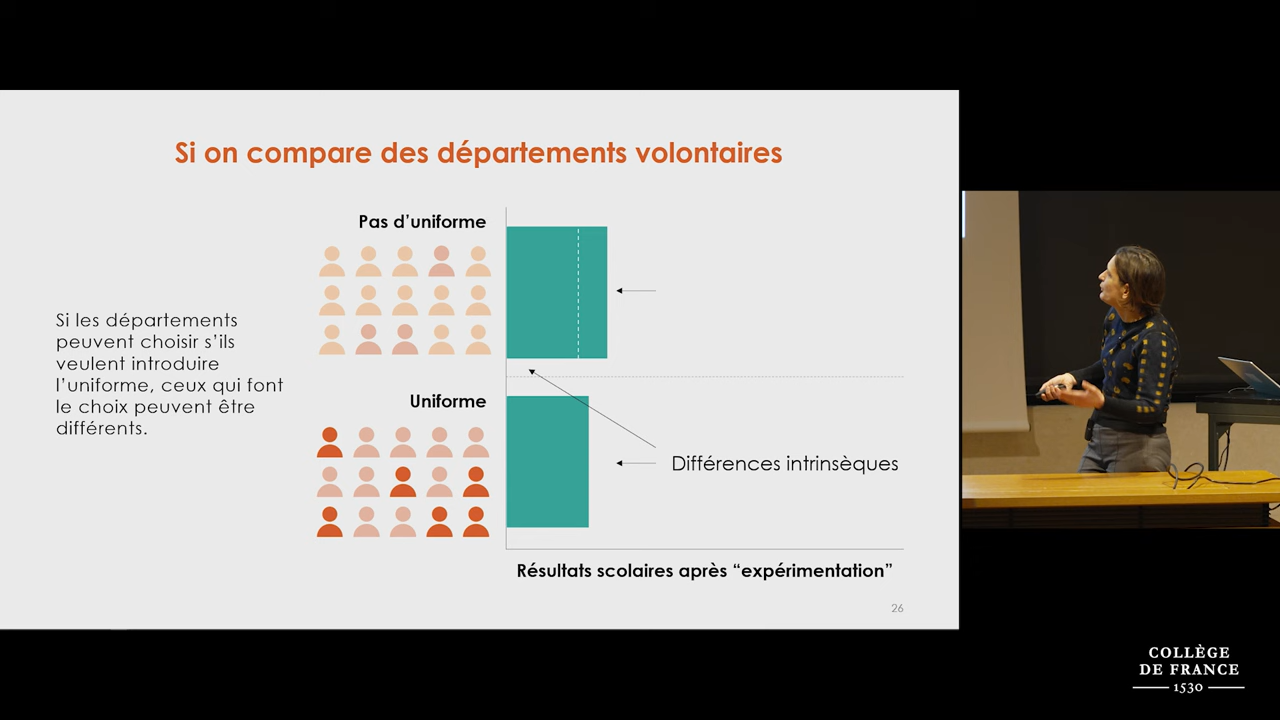 Si on compare des départements volontaires
Pas d’uniforme
Si les départements
peuvent choisir s’ils
veulent introduire
l’uniforme, ceux qui font
le choix peuvent être
différents.
Uniforme
Différences intrinsèques
Résultats scolaires après “expérimentation”
26
COLLÈGE
DE FRANCE
1530